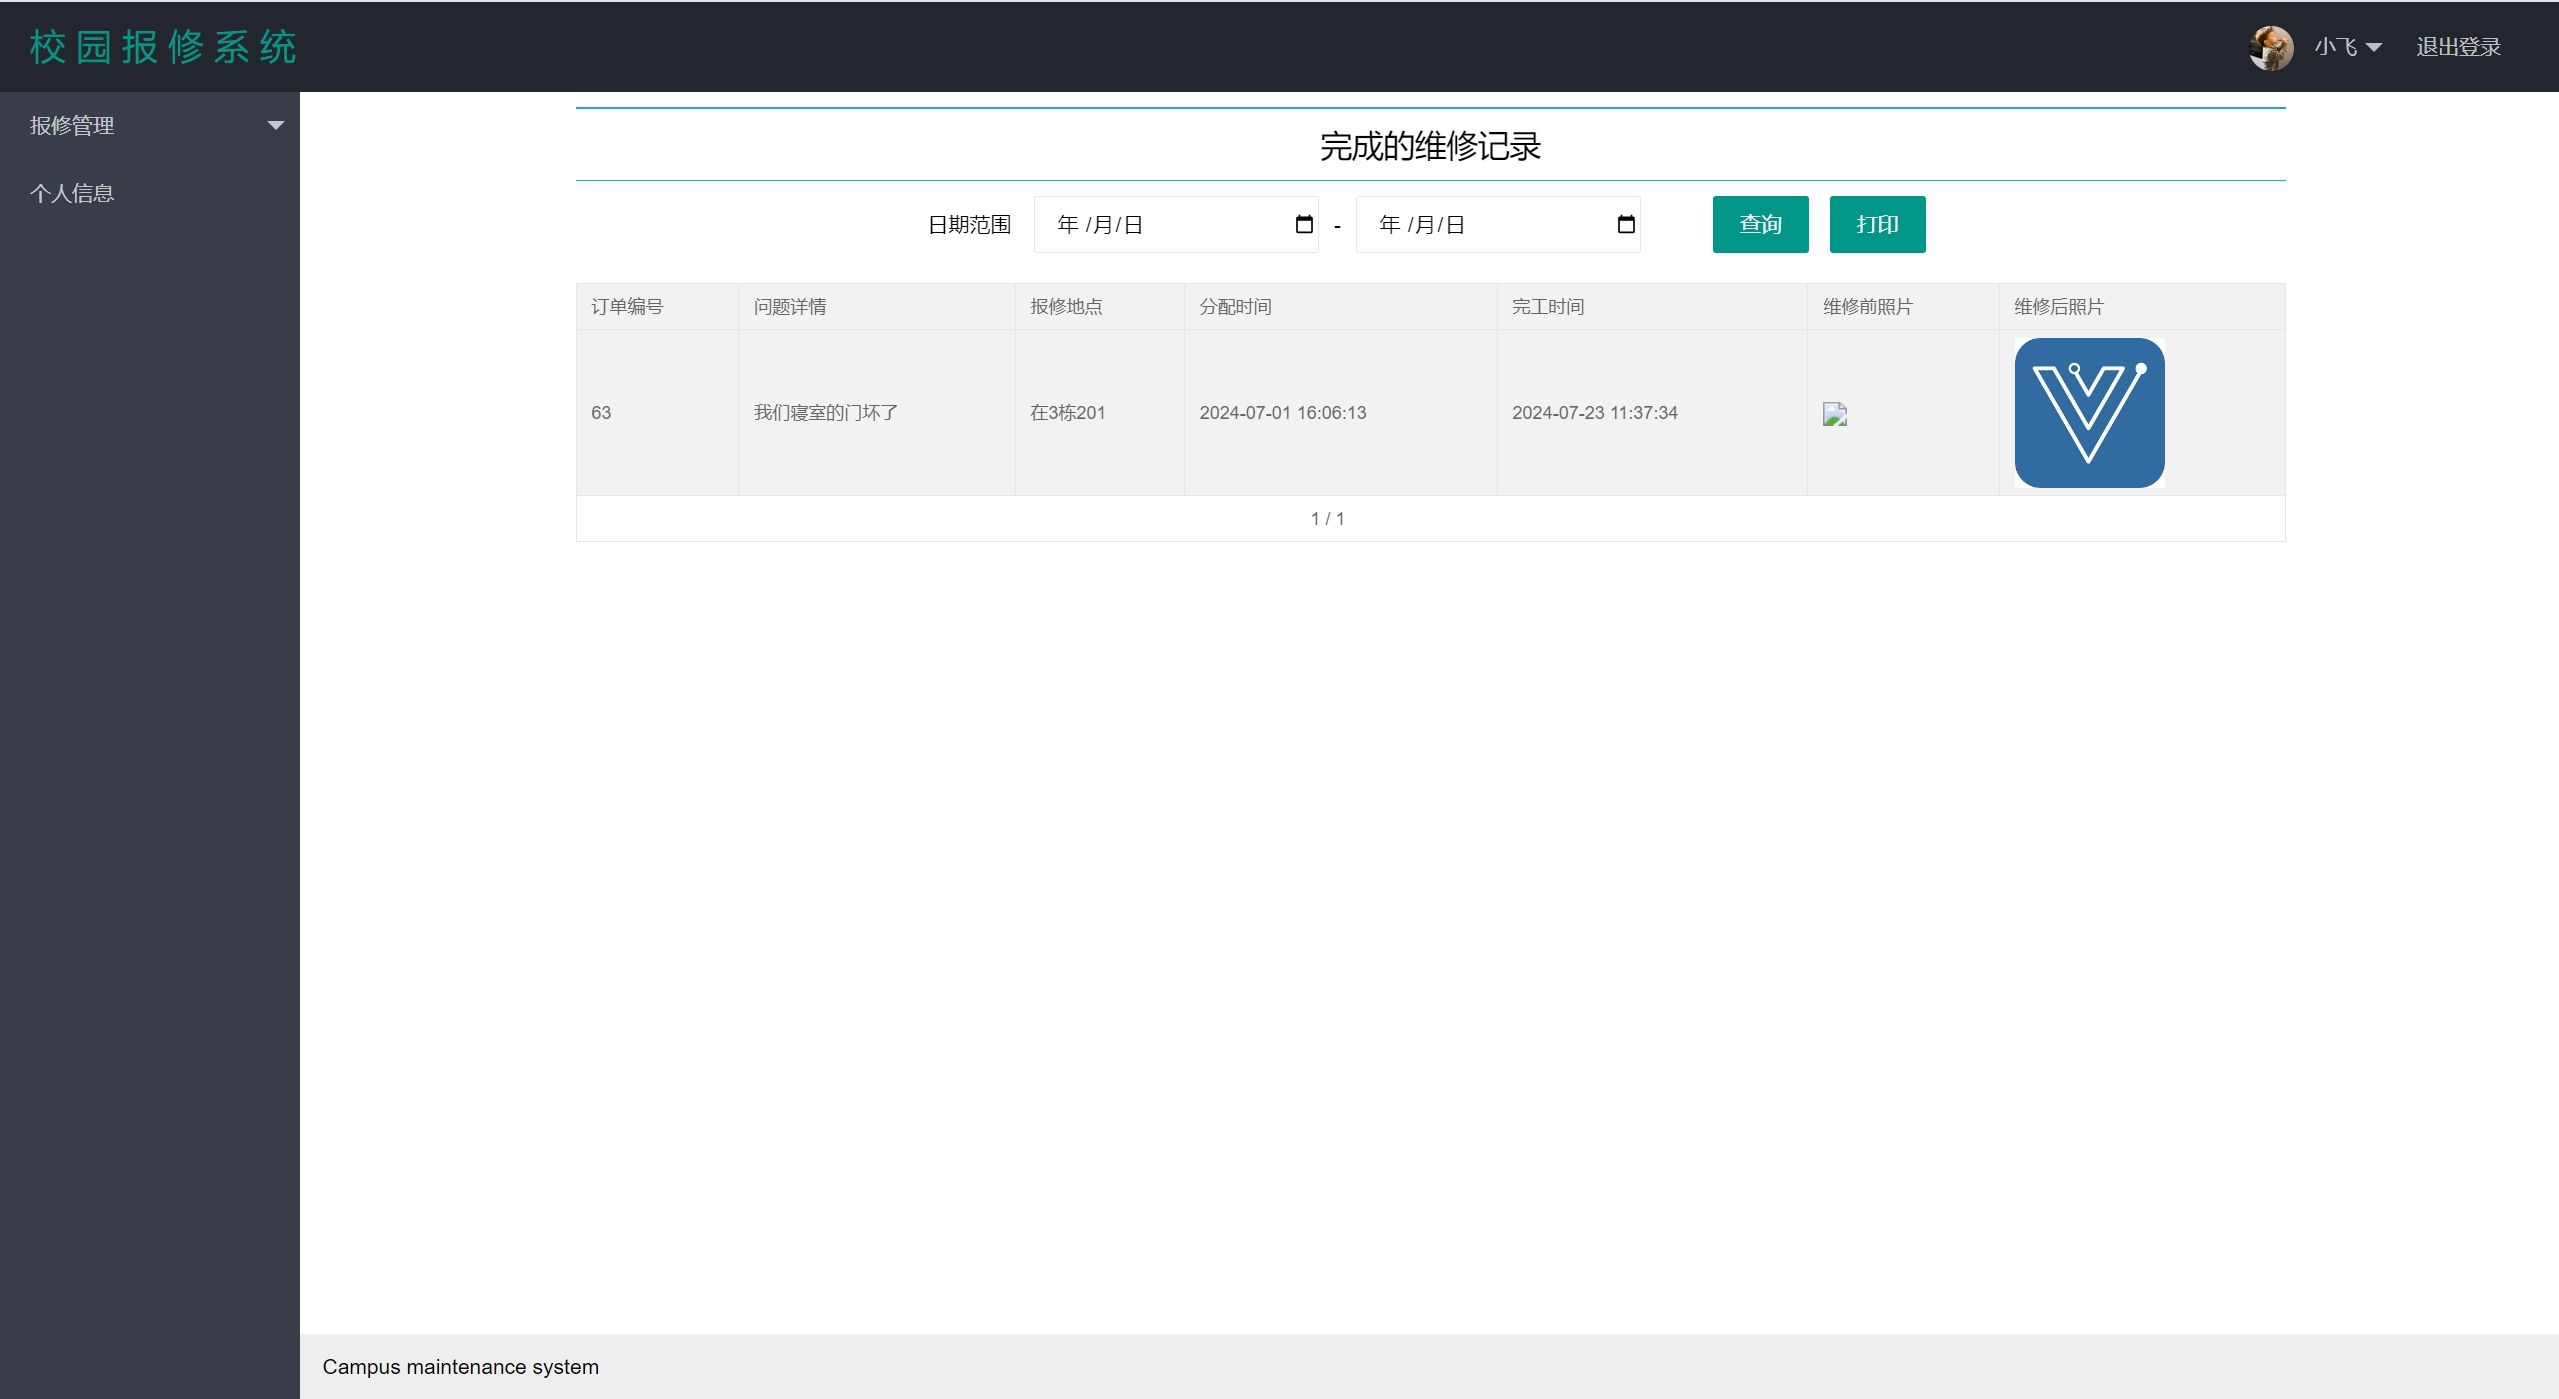 校园报修系统
小飞 退出登录
报修管理
个人信息
完成的维修记录
日期范围 年 /月/日 - 年 /月/日 查询 打印
订单编号 问题详情 报修地点 分配时间 完工时间 维修前照片 维修后照片
63 我们寝室的门坏了 在3栋201 2024-07-01 16:06:13 2024-07-23 11:37:34
1 / 1
Campus maintenance system